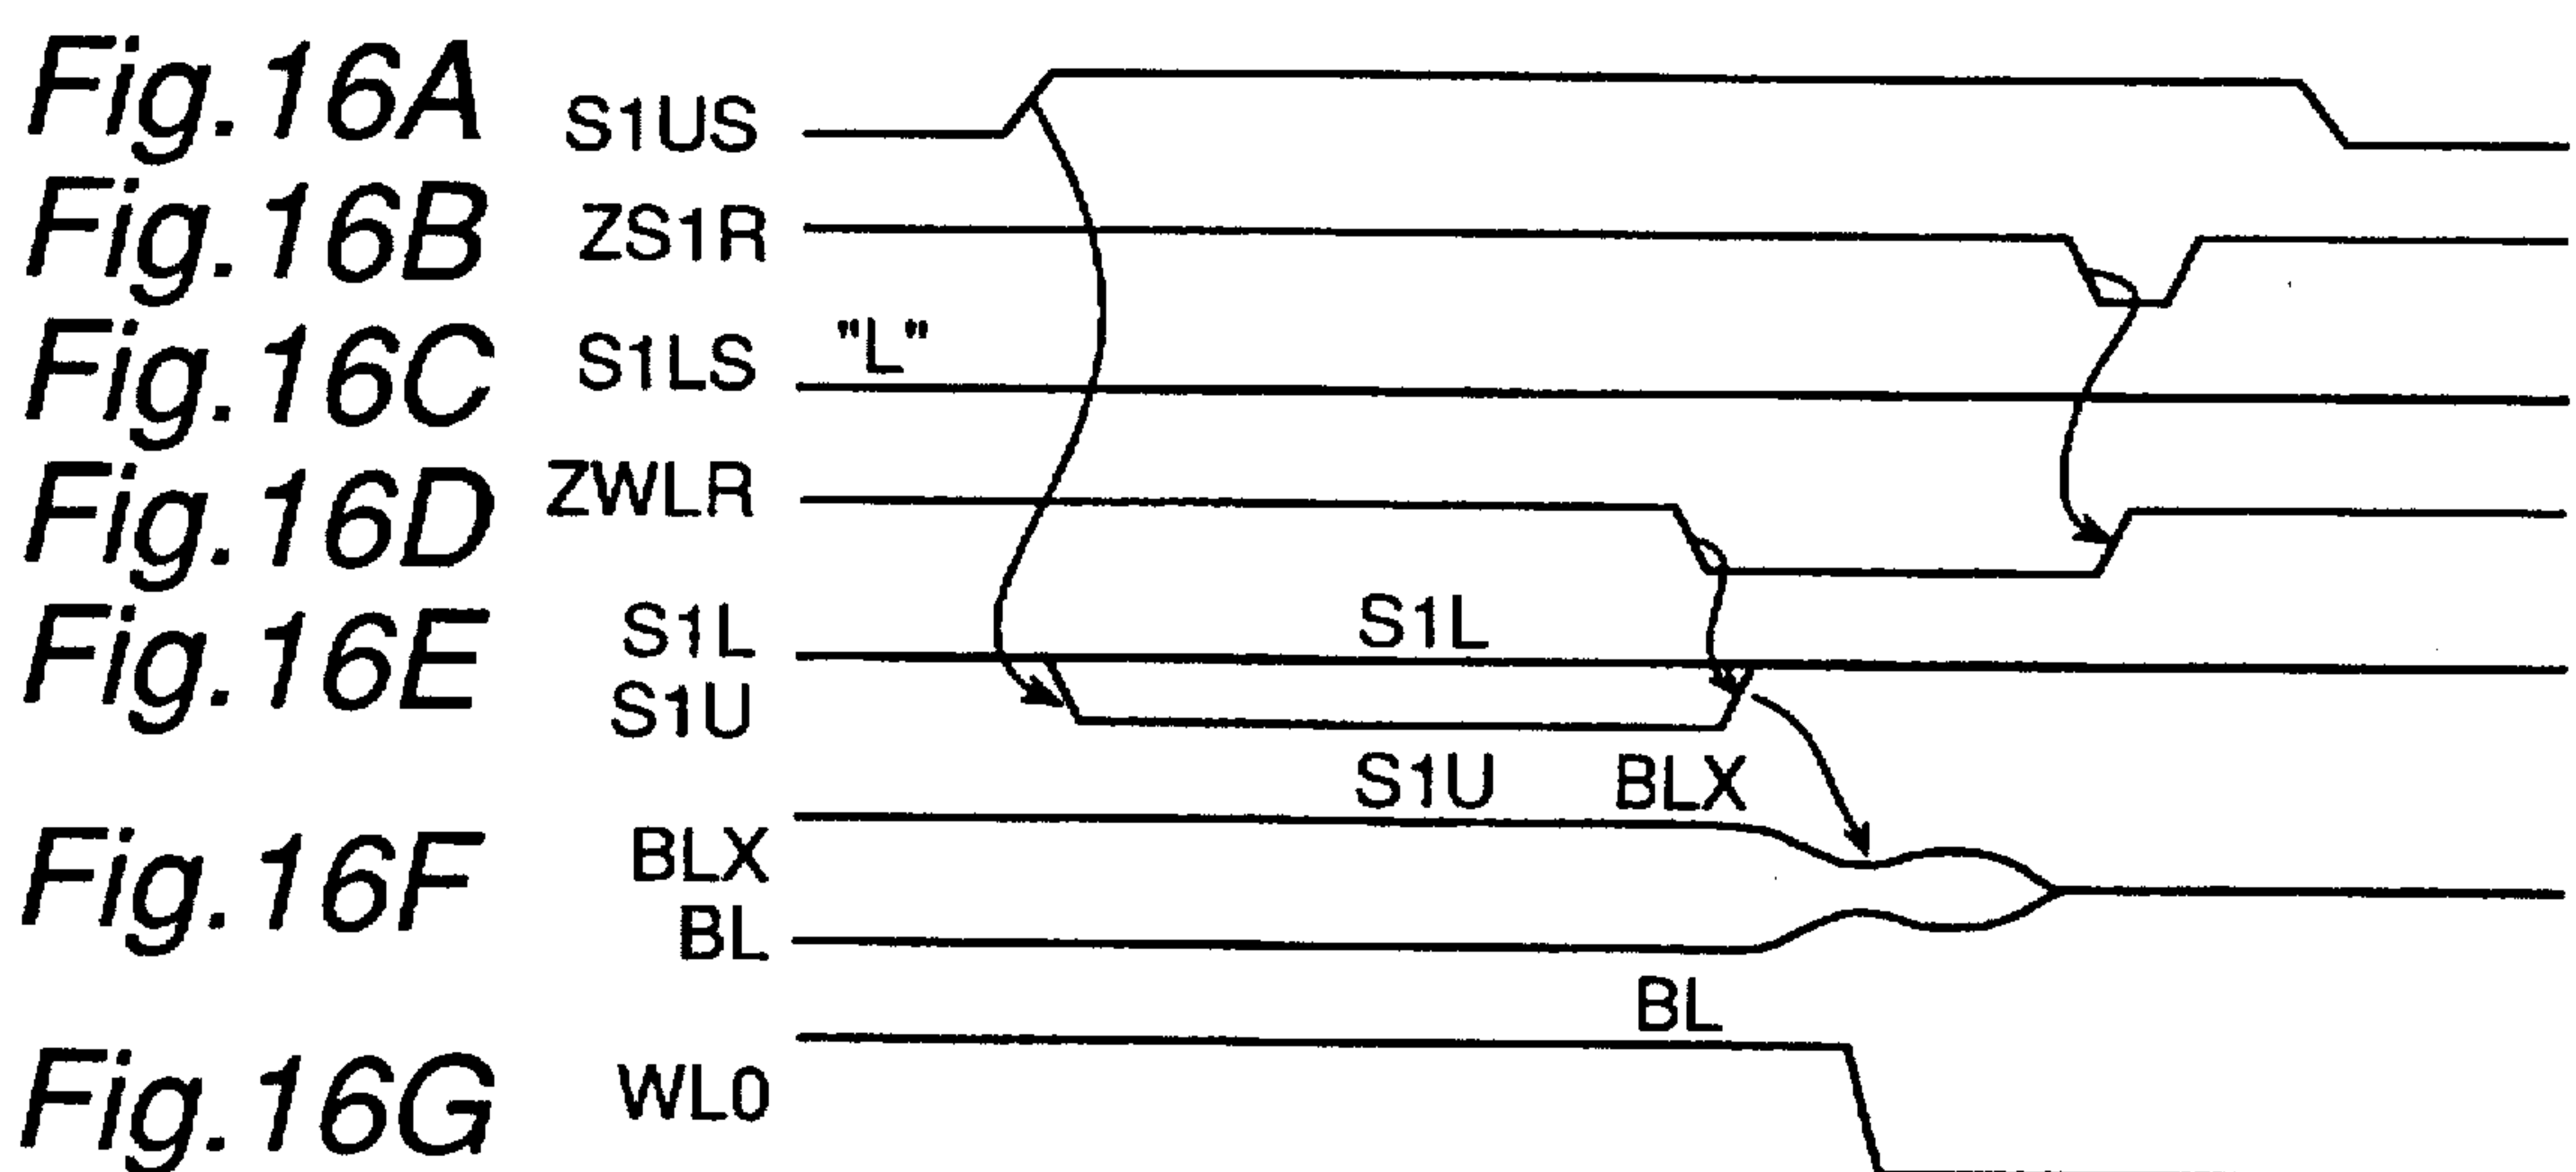 Fig. 16A S1US
Fig. 16B ZS1R
Fig. 16C S1LS "L"
Fig. 16D ZWLR
Fig. 16E S1L S1L
S1U
S1U BLX
Fig. 16F BLX
BL
BL
Fig. 16G WL0